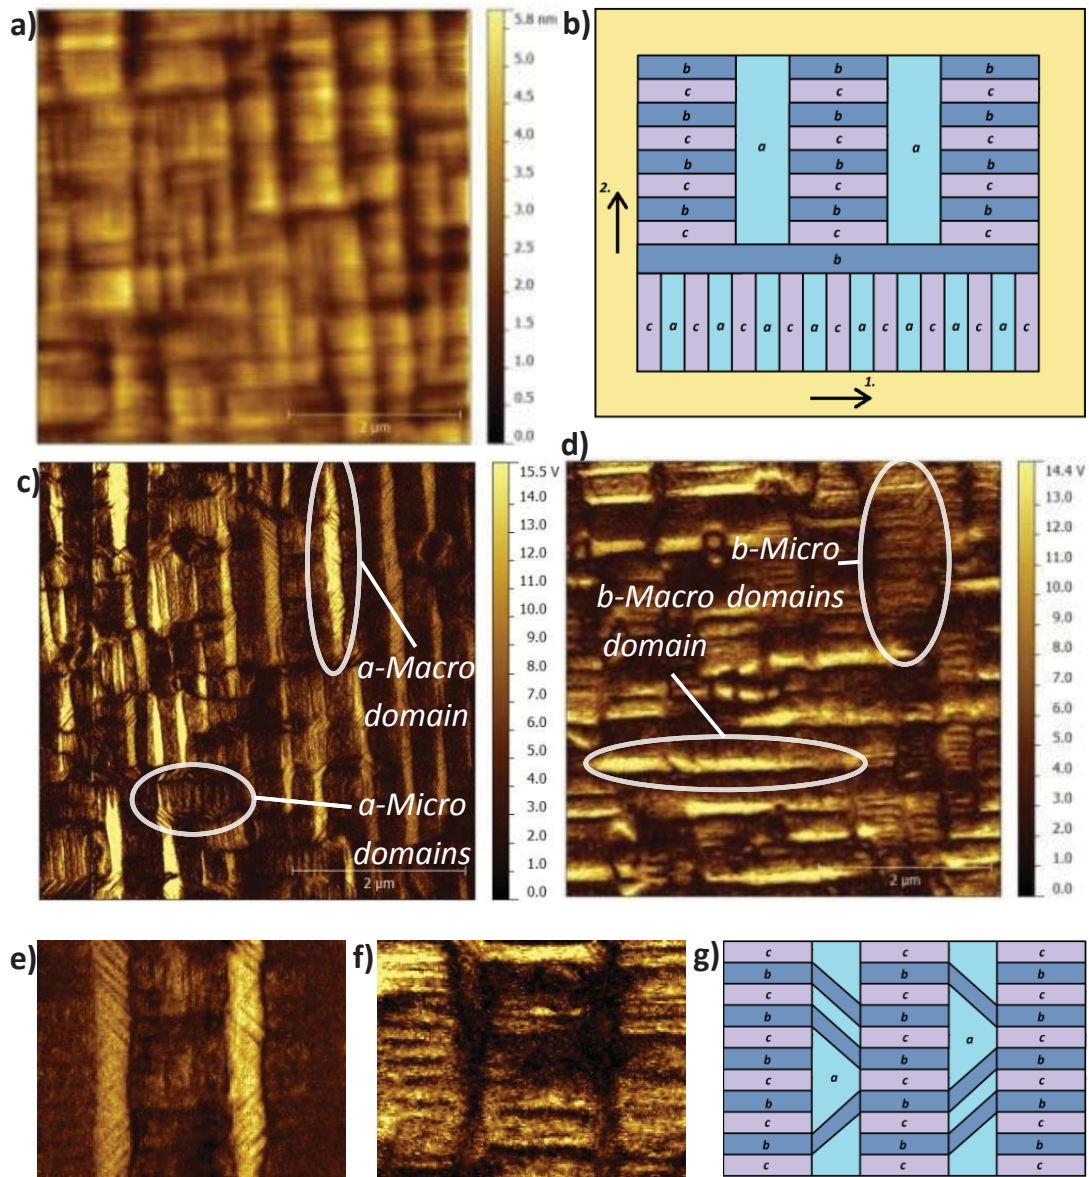 a)
5.8 nm
5.0
4.5
4.0
3.5
3.0
2.5
2.0
1.5
1.0
0.5
0.0
2 µm
b)
b b b
c c c
b b b
a a
c c c
b b b
c c c
b b b
c c c
b
c a c a c a c a c a c a c a c a c
2.
1.
c)
15.5 V
14.0
13.0
12.0
11.0
10.0
9.0
8.0
7.0
6.0
5.0
4.0
3.0
2.0
1.0
0.0
a-Macro
domain
a-Micro
domains
2 µm
d)
14.4 V
13.0
12.0
11.0
10.0
9.0
8.0
7.0
6.0
5.0
4.0
3.0
2.0
1.0
0.0
b-Micro
domains
b-Macro
domain
2 µm
e)
f)
g)
c c c
b b b
c c c
b b b
c c a c
b b b
c a c c
b b b
c c c
b b b
c c c